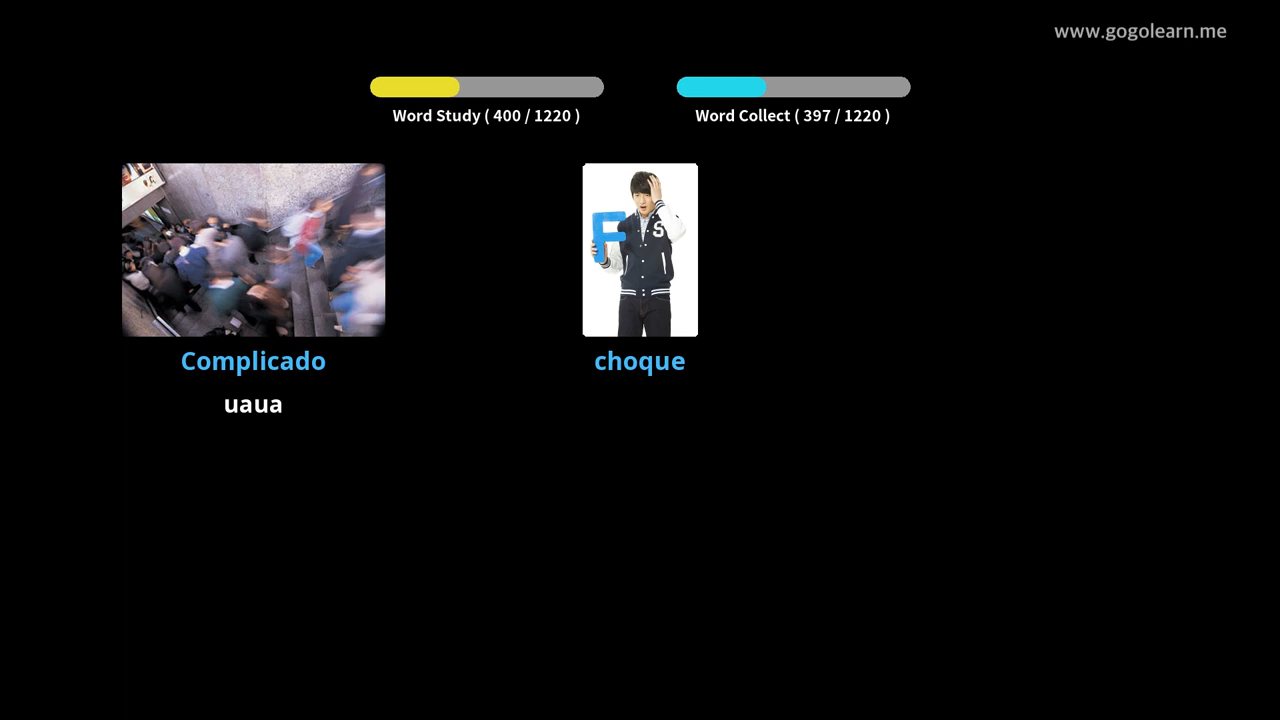 www.gogolearn.me
Word Study ( 400 / 1220 )
Word Collect ( 397 / 1220 )
F
S
Complicado
choque
uaua